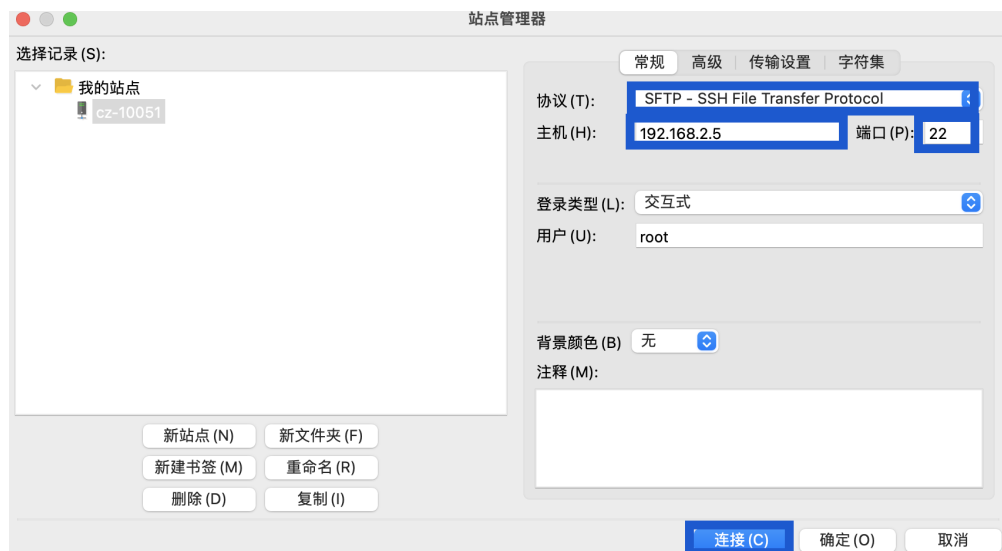 站点管理器
选择记录(S):
我的站点
cz-10051
新站点(N) 新文件夹(F)
新建书签(M) 重命名(R)
删除(D) 复制(I)
常规 高级 传输设置 字符集
协议(T): SFTP - SSH File Transfer Protocol
主机(H): 192.168.2.5 端口(P): 22
登录类型(L): 交互式
用户(U): root
背景颜色(B) 无
注释(M):
连接(C) 确定(O) 取消